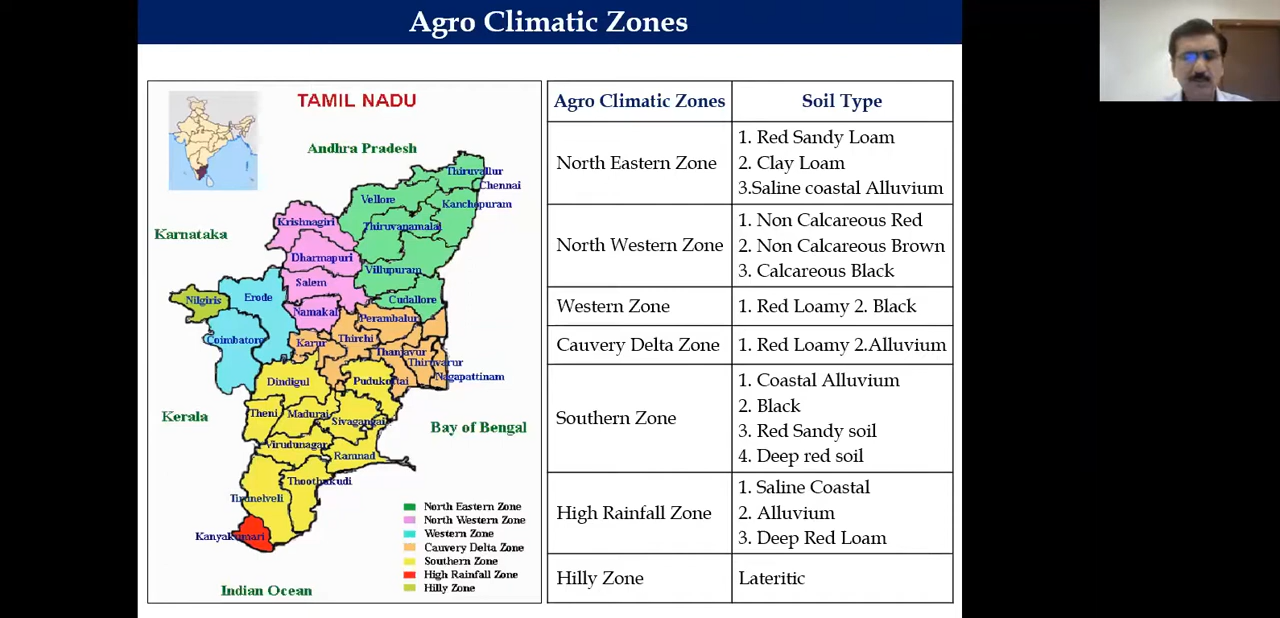 Agro Climatic Zones
TAMIL NADU
Andhra Pradesh
Karnataka
Kerala
Bay of Bengal
Indian Ocean
Thiruvallur
Chennai
Kanchopuram
Vellore
Thiruvanamalai
Villupuram
Cudallore
Krishnagiri
Dharmapuri
Salem
Namakal
Nilgiris
Erode
Coimbatore
Perambalur
Karur
Thirchi
Thanjavur
Thiruvarur
Nagapattinam
Dindigul
Pudukottai
Theni
Madurai
Sivagangai
Virudunagar
Ramnad
Thoothukudi
Tirunelveli
Kanyakumari
North Eastern Zone
North Western Zone
Western Zone
Cauvery Delta Zone
Southern Zone
High Rainfall Zone
Hilly Zone
Agro Climatic Zones
Soil Type
North Eastern Zone
1. Red Sandy Loam
2. Clay Loam
3.Saline coastal Alluvium
North Western Zone
1. Non Calcareous Red
2. Non Calcareous Brown
3. Calcareous Black
Western Zone
1. Red Loamy 2. Black
Cauvery Delta Zone
1. Red Loamy 2.Alluvium
Southern Zone
1. Coastal Alluvium
2. Black
3. Red Sandy soil
4. Deep red soil
High Rainfall Zone
1. Saline Coastal
2. Alluvium
3. Deep Red Loam
Hilly Zone
Lateritic